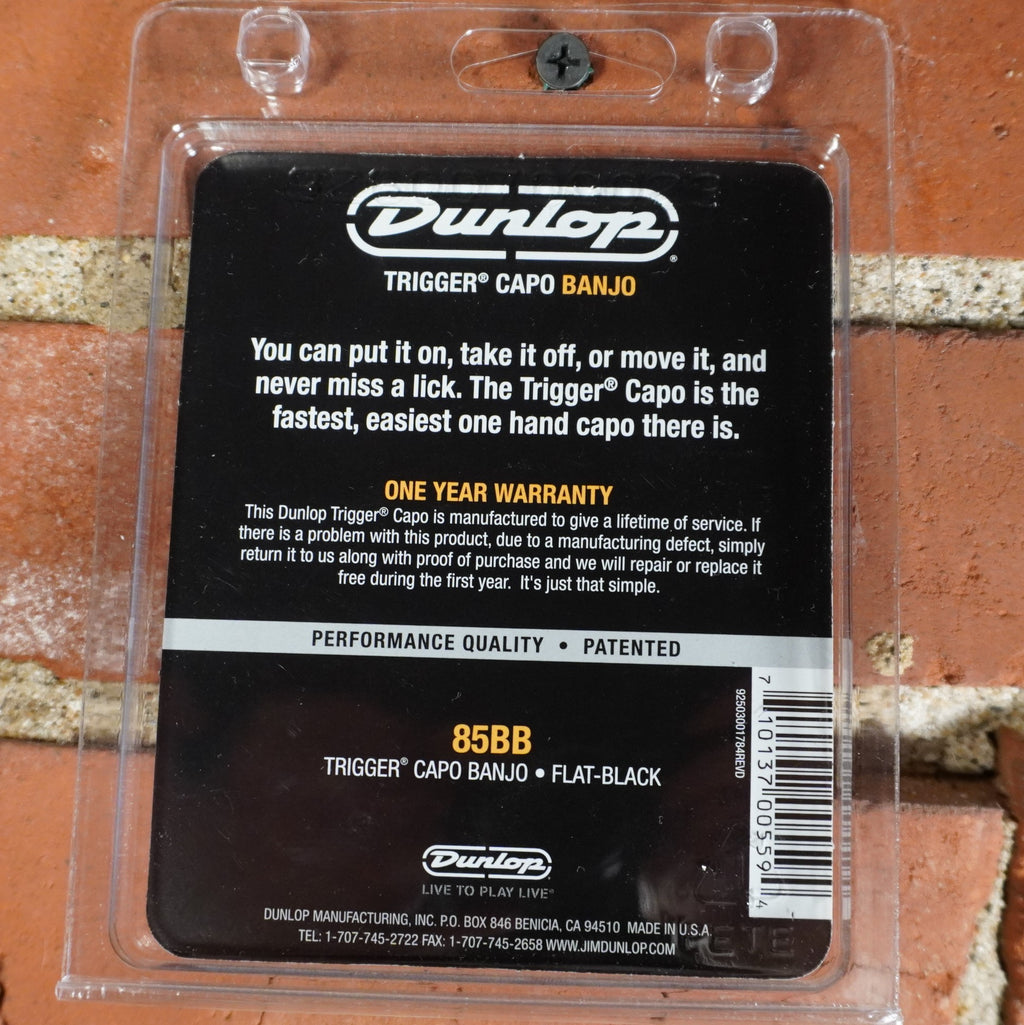 Dunlop®
TRIGGER® CAPO BANJO
You can put it on, take it off, or move it, and
never miss a lick. The Trigger® Capo is the
fastest, easiest one hand capo there is.
ONE YEAR WARRANTY
This Dunlop Trigger® Capo is manufactured to give a lifetime of service. If
there is a problem with this product, due to a manufacturing defect, simply
return it to us along with proof of purchase and we will repair or replace it
free during the first year. It's just that simple.
PERFORMANCE QUALITY • PATENTED
92503001784REVD
7 10137 00559 4
85BB
TRIGGER® CAPO BANJO • FLAT-BLACK
Dunlop
LIVE TO PLAY LIVE®
DUNLOP MANUFACTURING, INC. P.O. BOX 846 BENICIA, CA 94510 MADE IN U.S.A.
TEL: 1-707-745-2722 FAX: 1-707-745-2658 WWW.JIMDUNLOP.COM